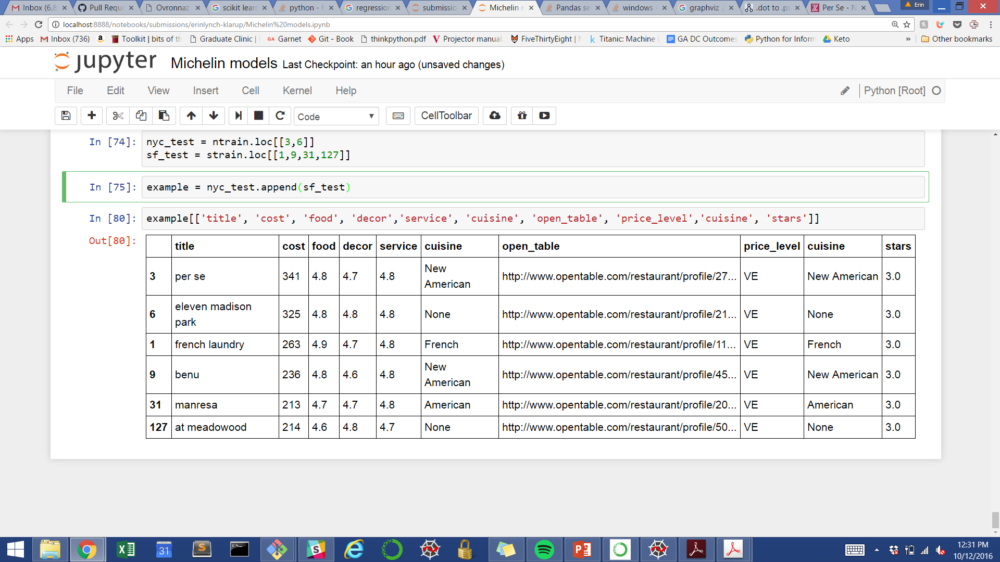 Inbox (6,8
Pull Reque
Ovronnaz
scikit lear
python -
regression
submissio
Michelin
Pandas se
windows -
graphviz
.dot to .ps
Per Se - N
Erin
localhost:8888/notebooks/submissions/erinlynch-klarup/Michelin%20models.ipynb
Apps
Inbox (736)
Toolkit | bits of th
Graduate Clinic |
GA Garnet
Git - Book
thinkpython.pdf
Projector manual
FiveThirtyEight |
Titanic: Machine
GA DC Outcomes
Python for Inform
Keto
»
Other bookmarks
jupyter Michelin models Last Checkpoint: an hour ago (unsaved changes)
File Edit View Insert Cell Kernel Help
Python [Root]
Code
CellToolbar
In [74]: nyc_test = ntrain.loc[[3,6]]
sf_test = strain.loc[[1,9,31,127]]
In [75]: example = nyc_test.append(sf_test)
In [80]: example[['title', 'cost', 'food', 'decor','service', 'cuisine', 'open_table', 'price_level','cuisine', 'stars']]
Out[80]:
title cost food decor service cuisine open_table price_level cuisine stars
3 per se 341 4.8 4.7 4.8 New American http://www.opentable.com/restaurant/profile/27... VE New American 3.0
6 eleven madison park 325 4.8 4.8 4.8 None http://www.opentable.com/restaurant/profile/21... VE None 3.0
1 french laundry 263 4.9 4.7 4.8 French http://www.opentable.com/restaurant/profile/11... VE French 3.0
9 benu 236 4.8 4.6 4.8 New American http://www.opentable.com/restaurant/profile/45... VE New American 3.0
31 manresa 213 4.7 4.7 4.8 American http://www.opentable.com/restaurant/profile/20... VE American 3.0
127 at meadowood 214 4.6 4.8 4.7 None http://www.opentable.com/restaurant/profile/50... VE None 3.0
31
12:31 PM
10/12/2016